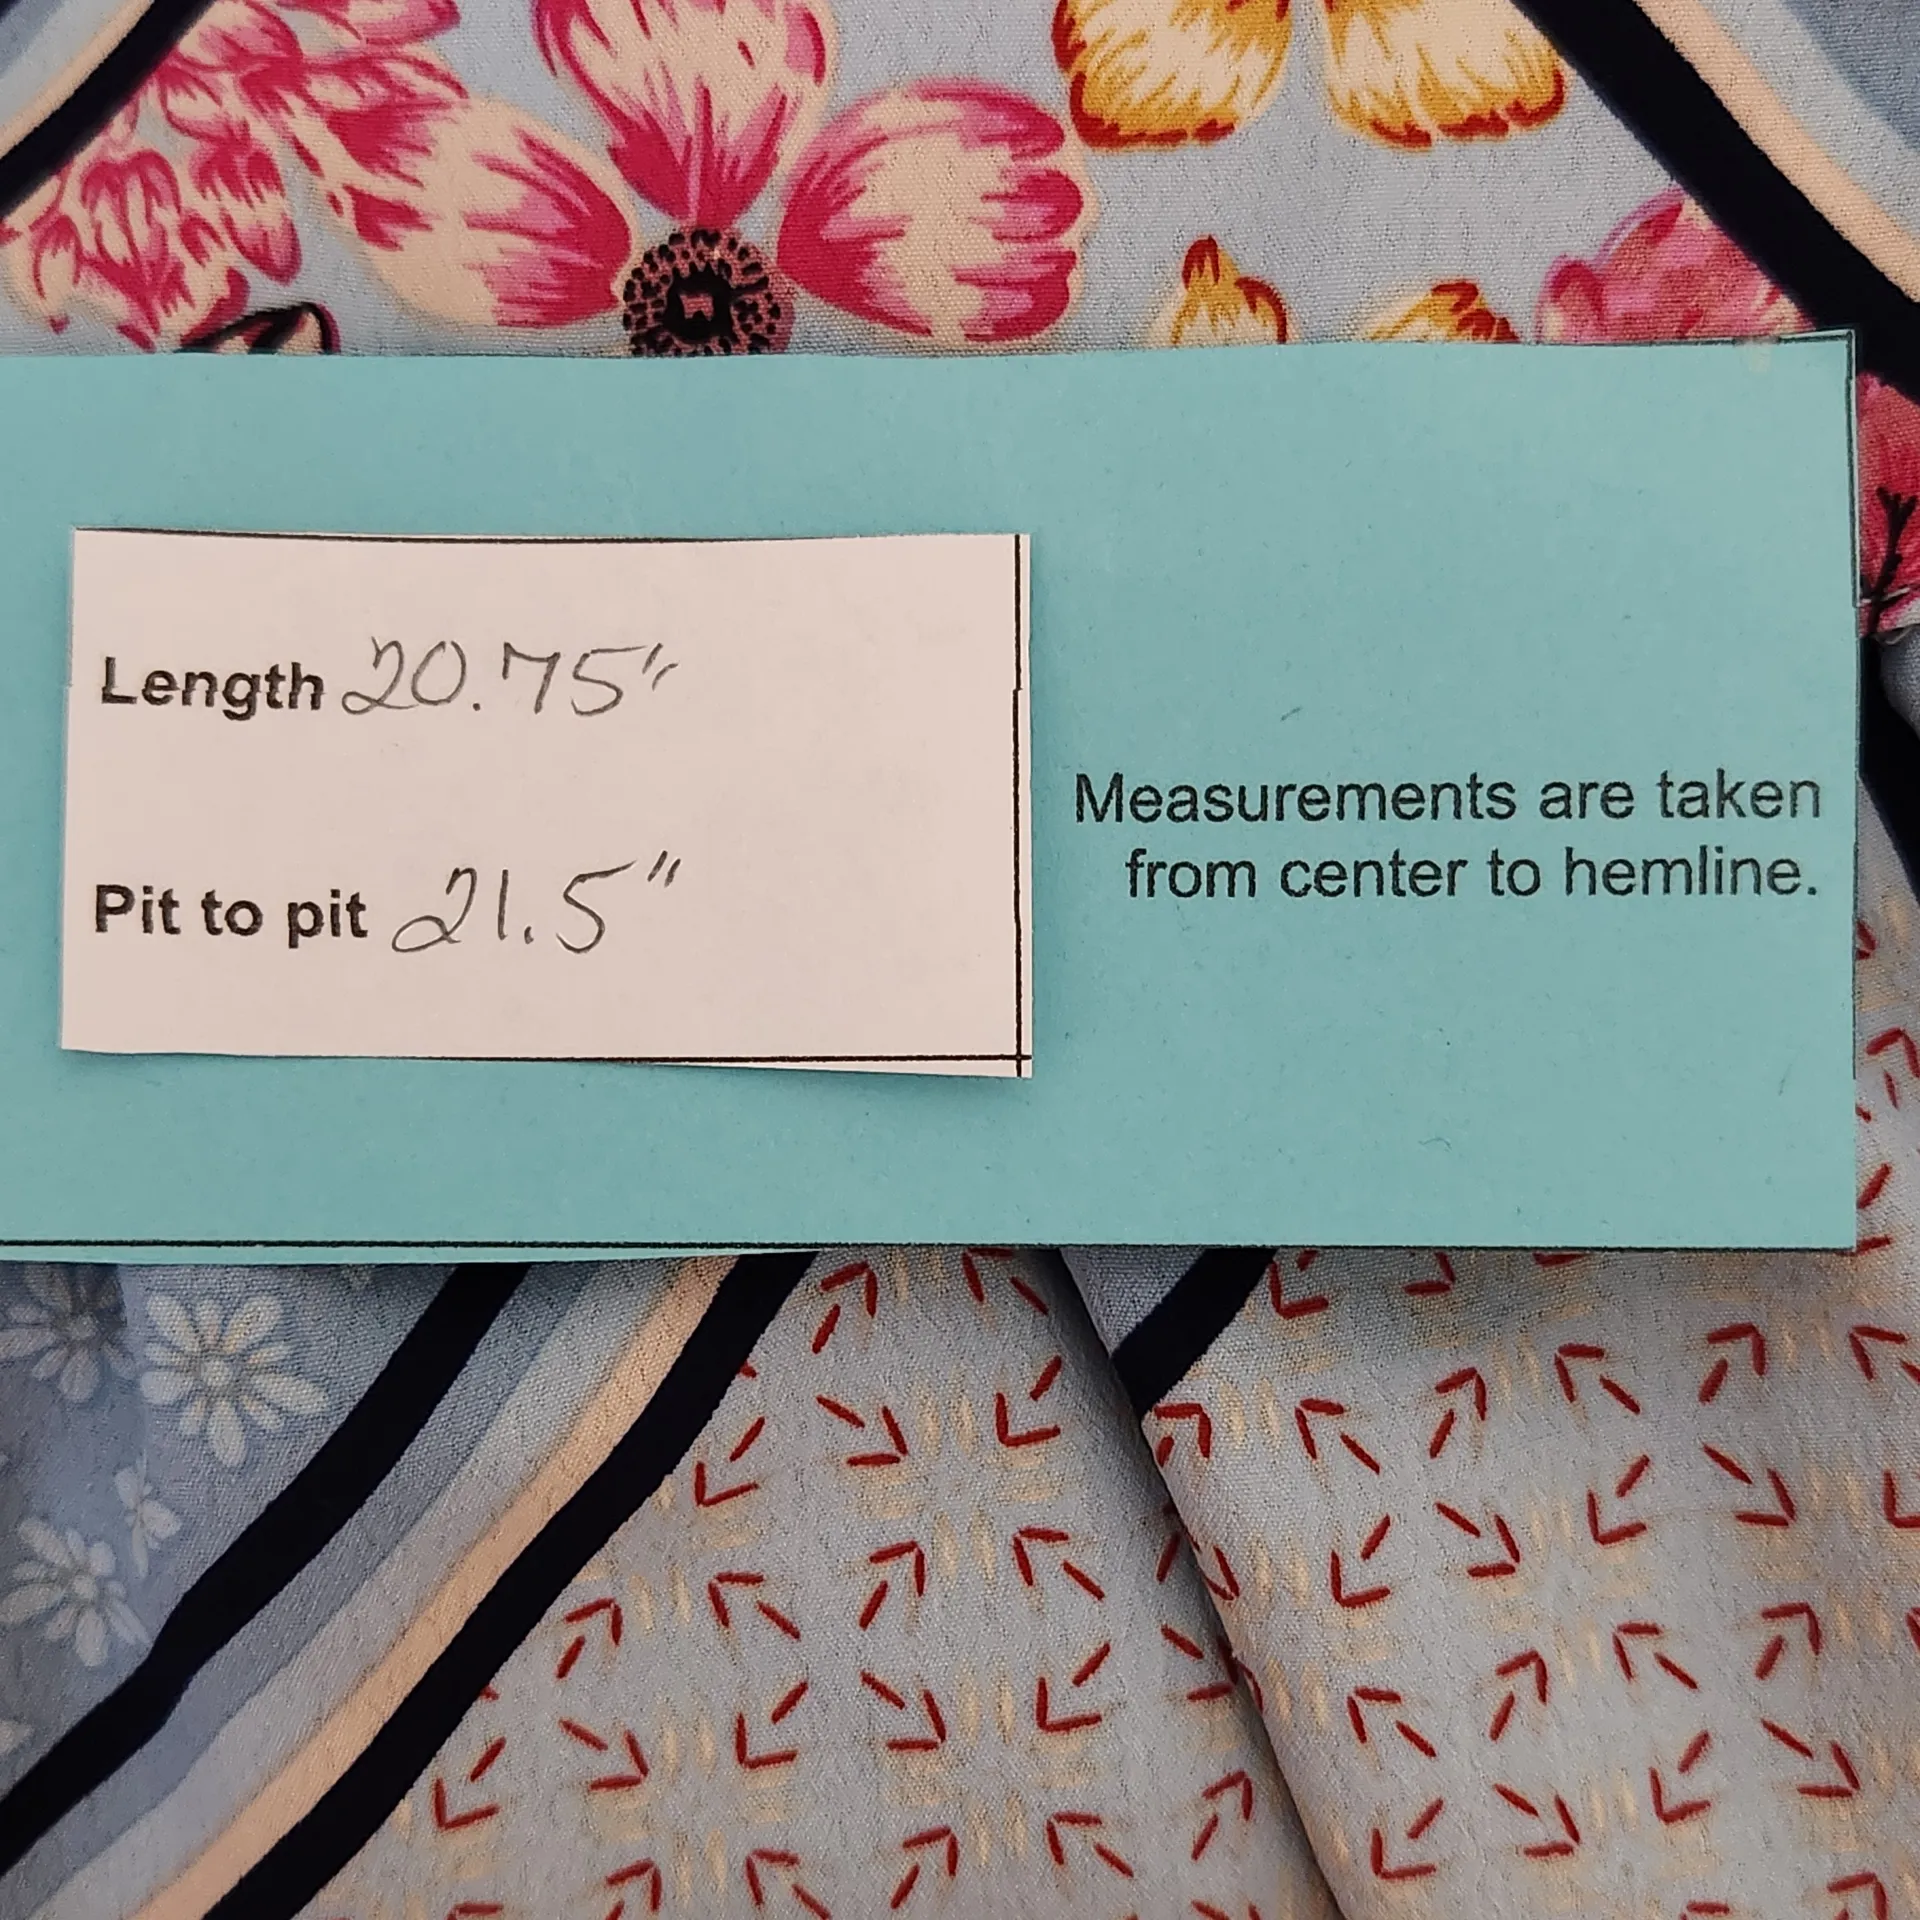 Length 20.75"
Pit to pit 21.5"
Measurements are taken
from center to hemline.